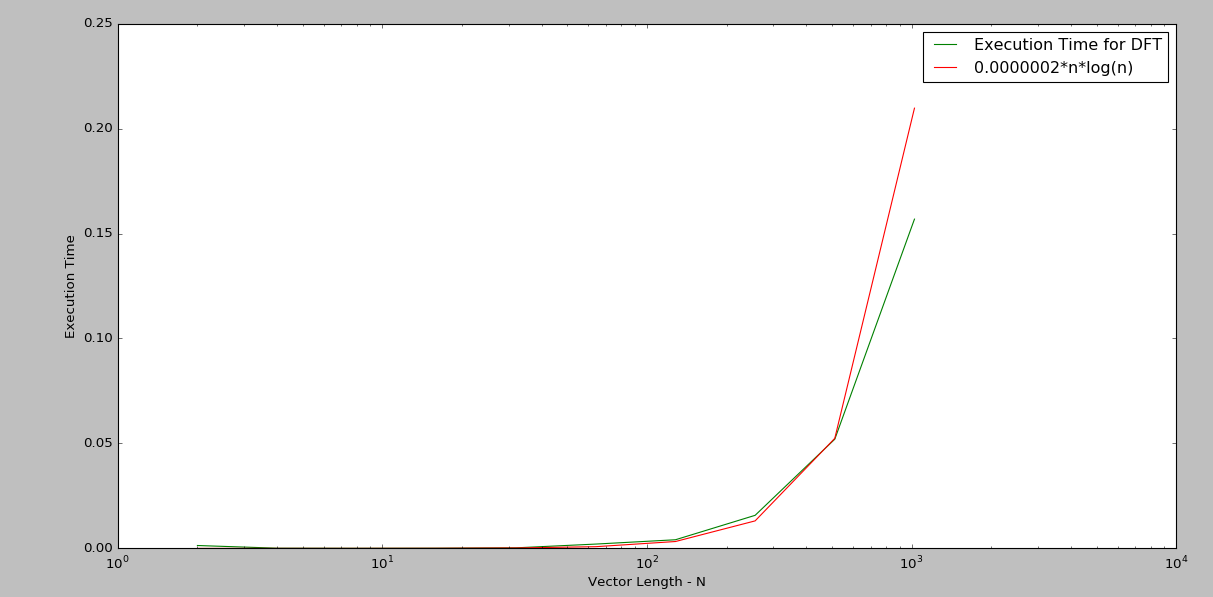 0.25
Execution Time for DFT
0.0000002*n*log(n)
0.20
0.15
Execution Time
0.10
0.05
0.00
10⁰
10¹
10²
10³
10⁴
Vector Length - N